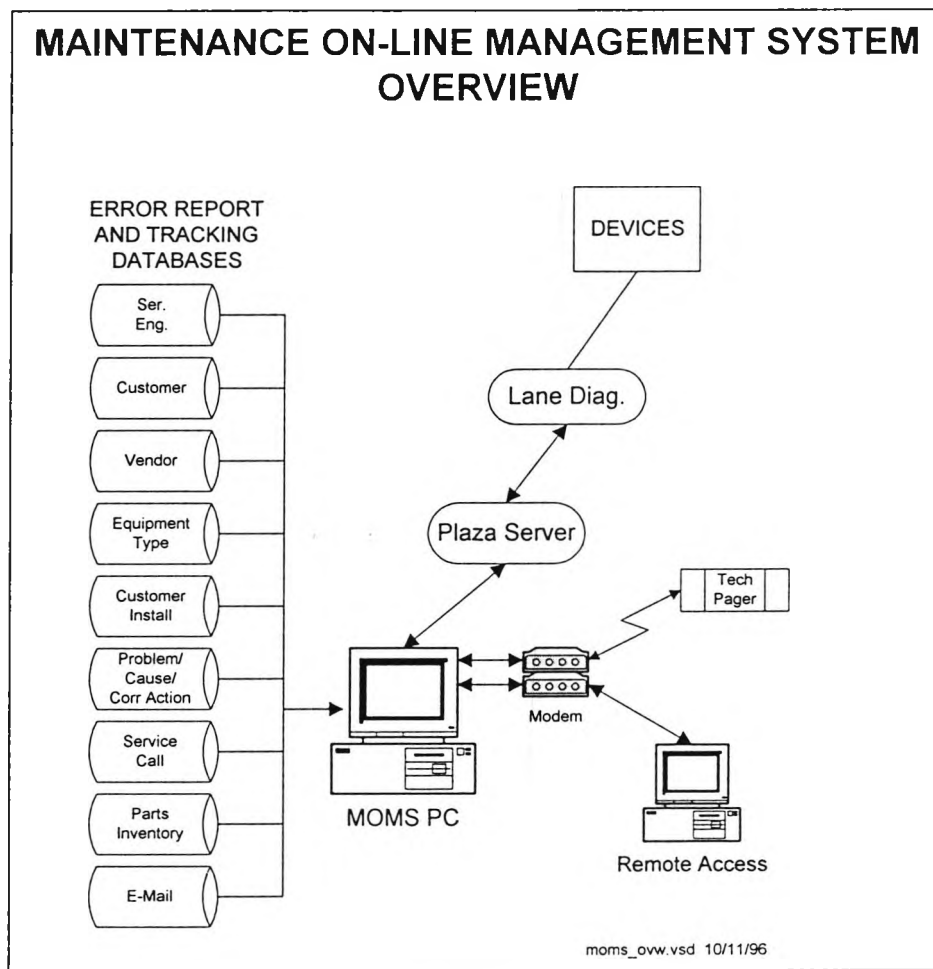 MAINTENANCE ON-LINE MANAGEMENT SYSTEM
OVERVIEW
ERROR REPORT
AND TRACKING
DATABASES
Ser.
Eng.
Customer
Vendor
Equipment
Type
Customer
Install
Problem/
Cause/
Corr Action
Service
Call
Parts
Inventory
E-Mail
DEVICES
Lane Diag.
Plaza Server
Tech
Pager
Modem
MOMS PC
Remote Access
moms_ovw.vsd 10/11/96